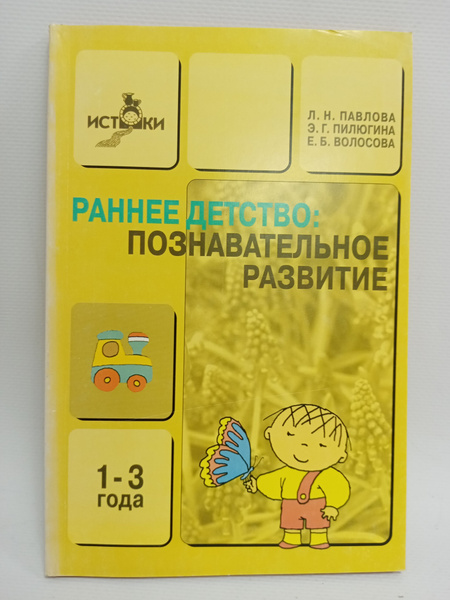 ИСТОКИ
Л. Н. ПАВЛОВА
Э. Г. ПИЛЮГИНА
Е. Б. ВОЛОСОВА
РАННЕЕ ДЕТСТВО:
ПОЗНАВАТЕЛЬНОЕ
РАЗВИТИЕ
1-3
года